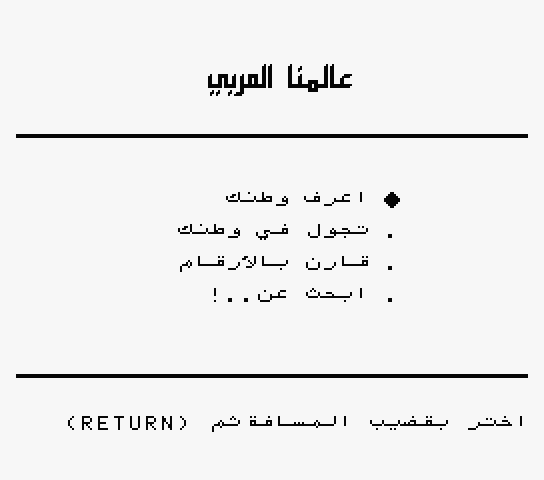 عالمنا العربي
◆ اعرف وطنك
. تجول في وطنك
. قارن بالأرقام
. ابحث عن..!
اختر بقضيب المسافة ثم (RETURN)